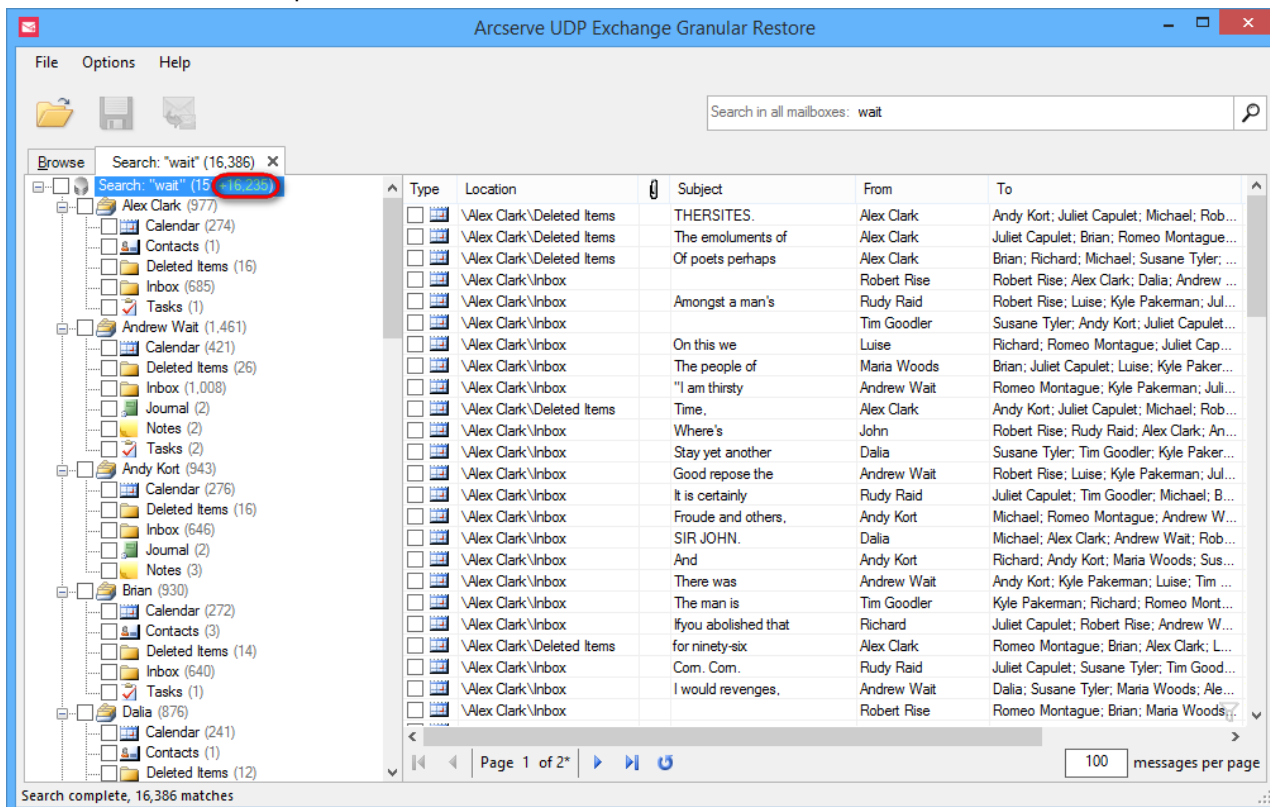 Arcserve UDP Exchange Granular Restore
File Options Help
Search in all mailboxes: wait
Browse Search: "wait" (16,386)
Search: "wait" (15 +16,235)
Alex Clark (977)
Calendar (274)
Contacts (1)
Deleted Items (16)
Inbox (685)
Tasks (1)
Andrew Wait (1,461)
Calendar (421)
Deleted Items (26)
Inbox (1,008)
Journal (2)
Notes (2)
Tasks (2)
Andy Kort (943)
Calendar (276)
Deleted Items (16)
Inbox (646)
Journal (2)
Notes (3)
Brian (930)
Calendar (272)
Contacts (3)
Deleted Items (14)
Inbox (640)
Tasks (1)
Dalia (876)
Calendar (241)
Contacts (1)
Deleted Items (12)
Type Location Subject From To
\Alex Clark\Deleted Items THERSITES. Alex Clark Andy Kort; Juliet Capulet; Michael; Rob...
\Alex Clark\Deleted Items The emoluments of Alex Clark Juliet Capulet; Brian; Romeo Montague...
\Alex Clark\Deleted Items Of poets perhaps Alex Clark Brian; Richard; Michael; Susane Tyler; ...
\Alex Clark\Inbox Robert Rise Robert Rise; Alex Clark; Dalia; Andrew ...
\Alex Clark\Inbox Amongst a man's Rudy Raid Robert Rise; Luise; Kyle Pakerman; Jul...
\Alex Clark\Inbox Tim Goodler Susane Tyler; Andy Kort; Juliet Capulet...
\Alex Clark\Inbox On this we Luise Richard; Romeo Montague; Juliet Cap...
\Alex Clark\Inbox The people of Maria Woods Brian; Juliet Capulet; Luise; Kyle Paker...
\Alex Clark\Inbox "I am thirsty Andrew Wait Romeo Montague; Kyle Pakerman; Juli...
\Alex Clark\Deleted Items Time, Alex Clark Andy Kort; Juliet Capulet; Michael; Rob...
\Alex Clark\Inbox Where's John Robert Rise; Rudy Raid; Alex Clark; An...
\Alex Clark\Inbox Stay yet another Dalia Susane Tyler; Tim Goodler; Kyle Paker...
\Alex Clark\Inbox Good repose the Andrew Wait Robert Rise; Luise; Kyle Pakerman; Jul...
\Alex Clark\Inbox It is certainly Rudy Raid Juliet Capulet; Tim Goodler; Michael; B...
\Alex Clark\Inbox Froude and others, Andy Kort Michael; Romeo Montague; Andrew W...
\Alex Clark\Inbox SIR JOHN. Dalia Michael; Alex Clark; Andrew Wait; Rob...
\Alex Clark\Inbox And Andy Kort Richard; Andy Kort; Maria Woods; Sus...
\Alex Clark\Inbox There was Andrew Wait Andy Kort; Kyle Pakerman; Luise; Tim ...
\Alex Clark\Inbox The man is Tim Goodler Kyle Pakerman; Richard; Romeo Mont...
\Alex Clark\Inbox Ifyou abolished that Richard Juliet Capulet; Robert Rise; Andrew W...
\Alex Clark\Deleted Items for ninety-six Alex Clark Romeo Montague; Brian; Alex Clark; L...
\Alex Clark\Inbox Com. Com. Rudy Raid Juliet Capulet; Susane Tyler; Tim Good...
\Alex Clark\Inbox I would revenges, Andrew Wait Dalia; Susane Tyler; Maria Woods; Ale...
\Alex Clark\Inbox Robert Rise Romeo Montague; Brian; Maria Woods...
Page 1 of 2* 100 messages per page
Search complete, 16,386 matches